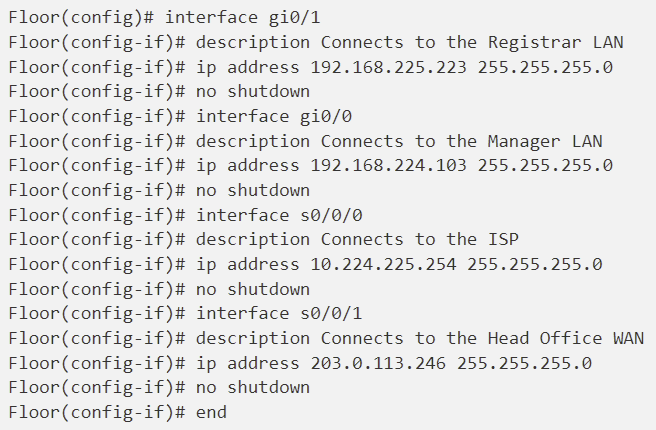 Floor(config)# interface gi0/1
Floor(config-if)# description Connects to the Registrar LAN
Floor(config-if)# ip address 192.168.225.223 255.255.255.0
Floor(config-if)# no shutdown
Floor(config-if)# interface gi0/0
Floor(config-if)# description Connects to the Manager LAN
Floor(config-if)# ip address 192.168.224.103 255.255.255.0
Floor(config-if)# no shutdown
Floor(config-if)# interface s0/0/0
Floor(config-if)# description Connects to the ISP
Floor(config-if)# ip address 10.224.225.254 255.255.255.0
Floor(config-if)# no shutdown
Floor(config-if)# interface s0/0/1
Floor(config-if)# description Connects to the Head Office WAN
Floor(config-if)# ip address 203.0.113.246 255.255.255.0
Floor(config-if)# no shutdown
Floor(config-if)# end